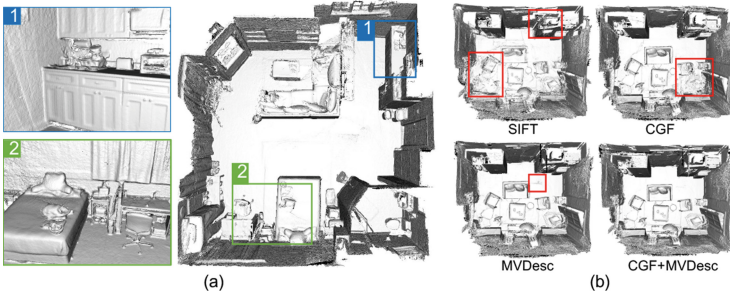 1
2
1
2
SIFT
CGF
MVDesc
CGF+MVDesc
(a)
(b)